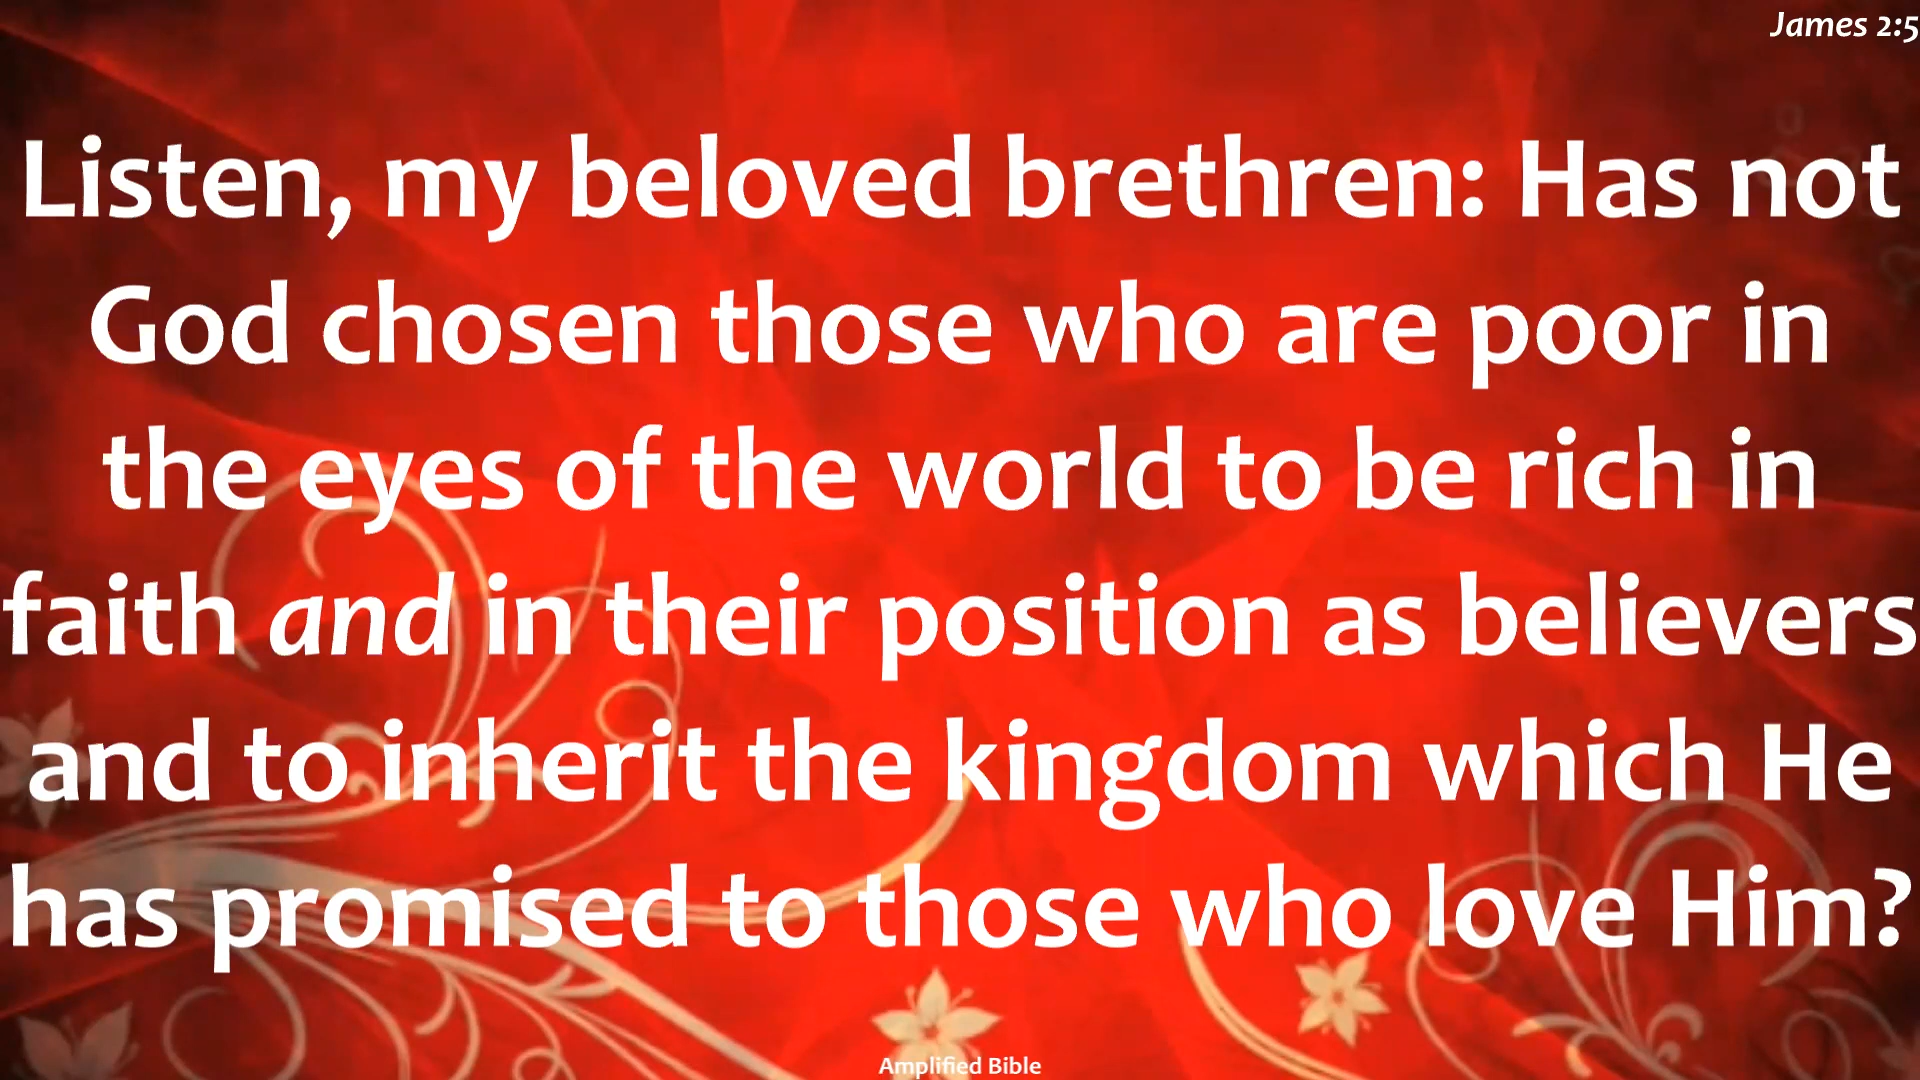 James 2:5
Listen, my beloved brethren: Has not
God chosen those who are poor in
the eyes of the world to be rich in
faith and in their position as believers
and to inherit the kingdom which He
has promised to those who love Him?
Amplified Bible